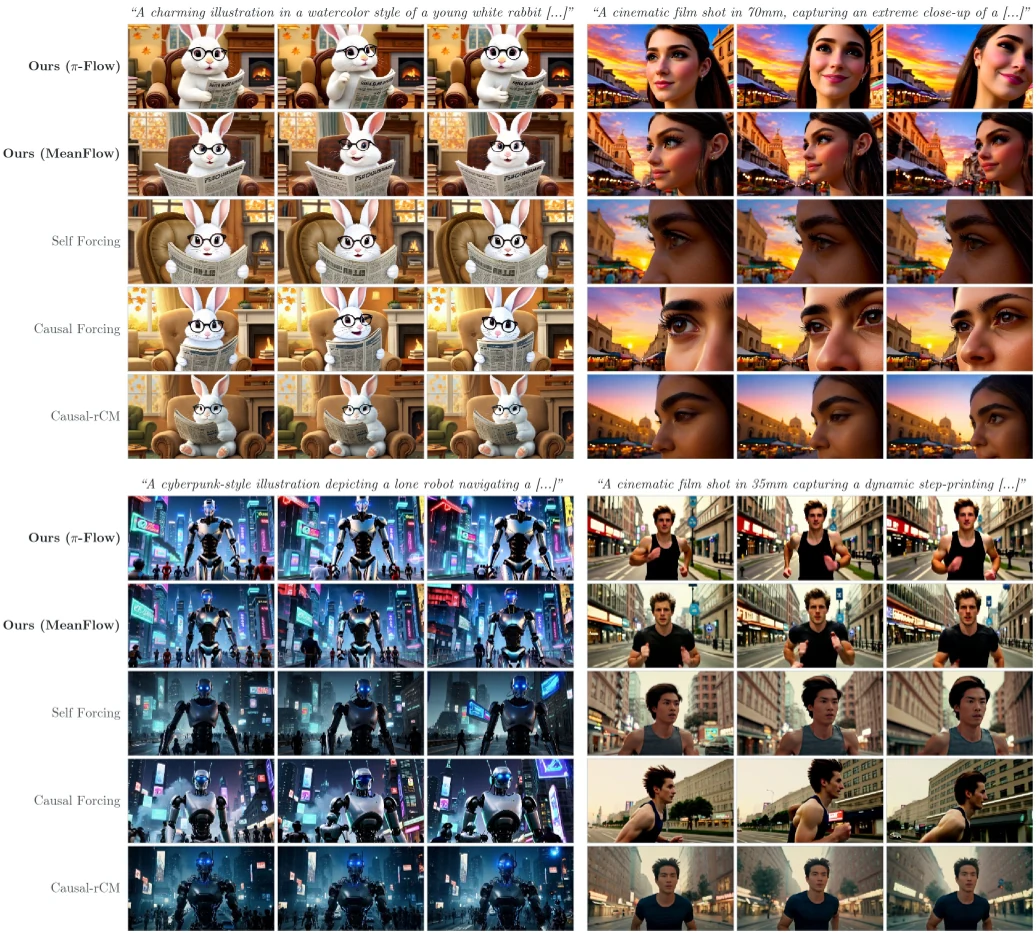 “A charming illustration in a watercolor style of a young white rabbit [...]”
“A cinematic film shot in 70mm, capturing an extreme close-up of a [...]”
Ours (π-Flow)
Ours (MeanFlow)
Self Forcing
Causal Forcing
Causal-rCM
“A cyberpunk-style illustration depicting a lone robot navigating a [...]”
“A cinematic film shot in 35mm capturing a dynamic step-printing [...]”
Ours (π-Flow)
Ours (MeanFlow)
Self Forcing
Causal Forcing
Causal-rCM